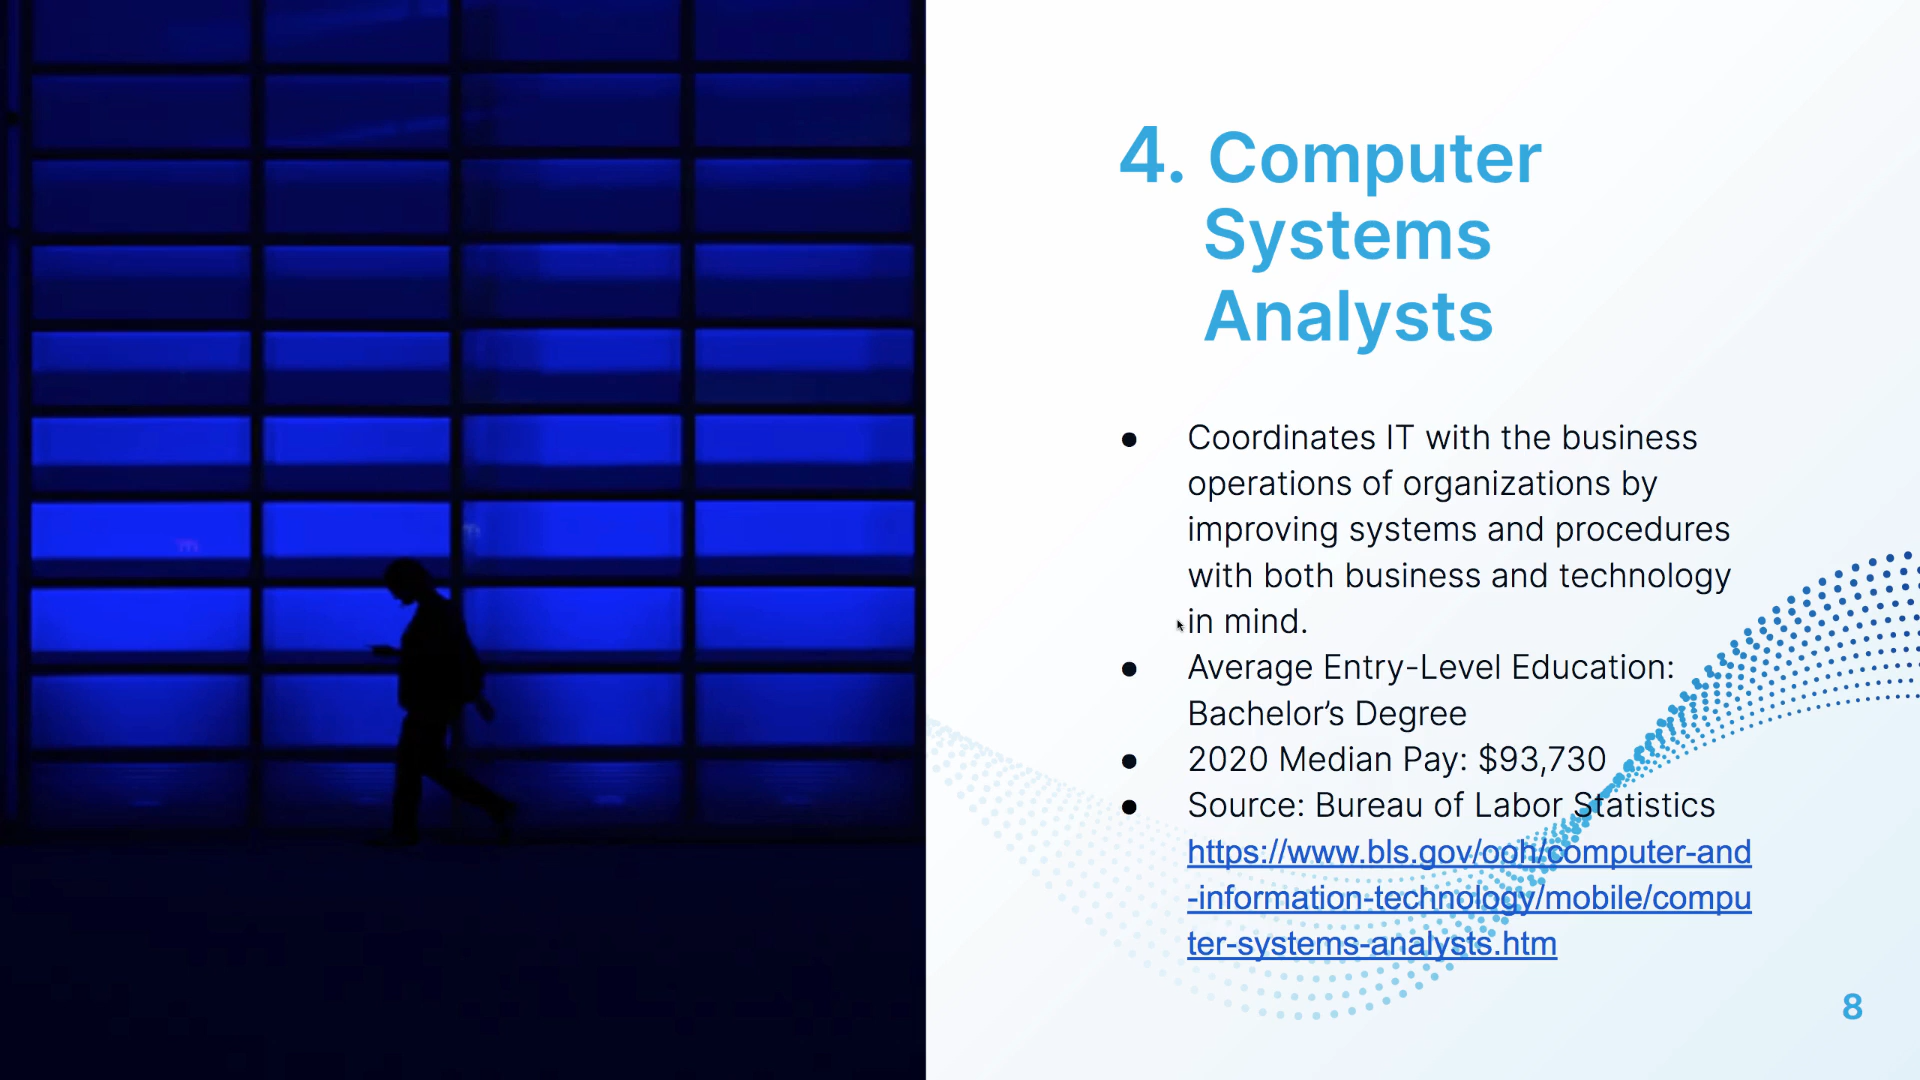 4. Computer
Systems
Analysts
● Coordinates IT with the business
operations of organizations by
improving systems and procedures
with both business and technology
in mind.
● Average Entry-Level Education:
Bachelor’s Degree
● 2020 Median Pay: $93,730
● Source: Bureau of Labor Statistics
https://www.bls.gov/ooh/computer-and
-information-technology/mobile/compu
ter-systems-analysts.htm
8